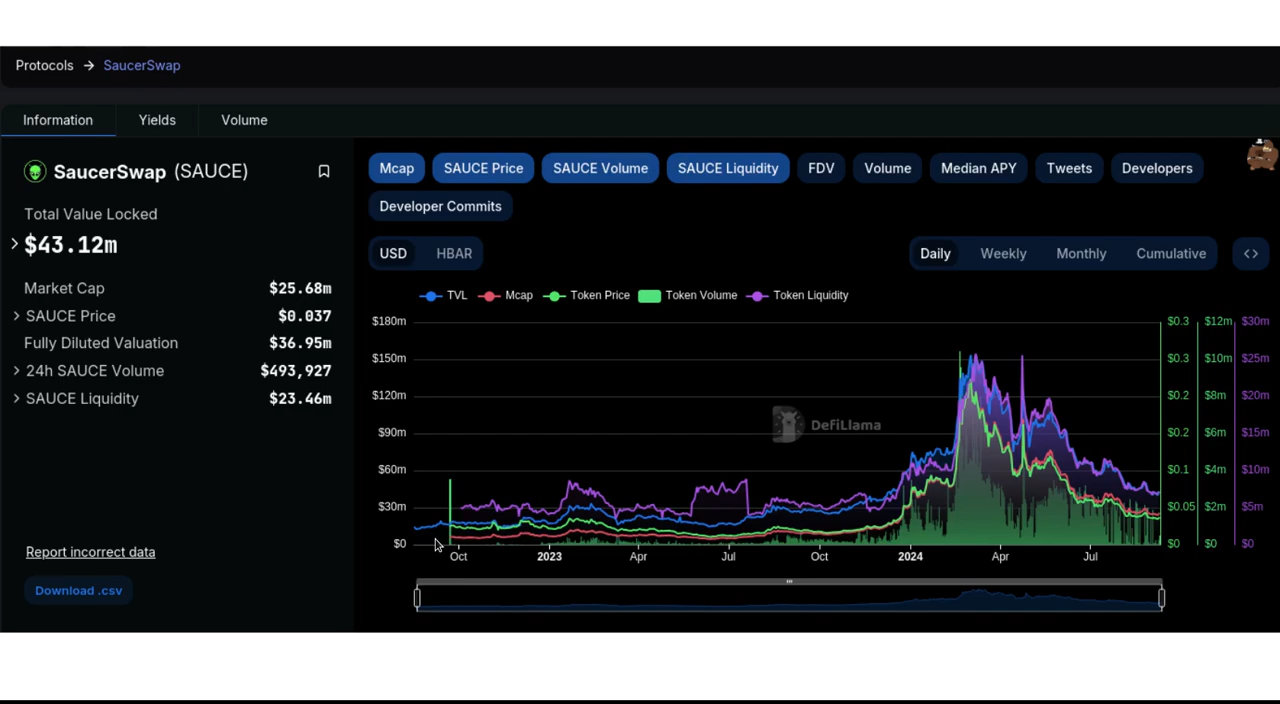 Protocols → SaucerSwap
Information Yields Volume
SaucerSwap (SAUCE)
Total Value Locked
$43.12m
Market Cap $25.68m
SAUCE Price $0.037
Fully Diluted Valuation $36.95m
24h SAUCE Volume $493,927
SAUCE Liquidity $23.46m
Report incorrect data
Download .csv
Mcap SAUCE Price SAUCE Volume SAUCE Liquidity FDV Volume Median APY Tweets Developers
Developer Commits
USD HBAR Daily Weekly Monthly Cumulative <>
TVL Mcap Token Price Token Volume Token Liquidity
$180m $0.3 $12m $30m
$150m $0.3 $10m $25m
$120m $0.2 $8m $20m
$90m $0.2 $6m $15m
$60m $0.1 $4m $10m
$30m $0.05 $2m $5m
$0 $0 $0 $0
Oct 2023 Apr Jul Oct 2024 Apr Jul
DefiLlama